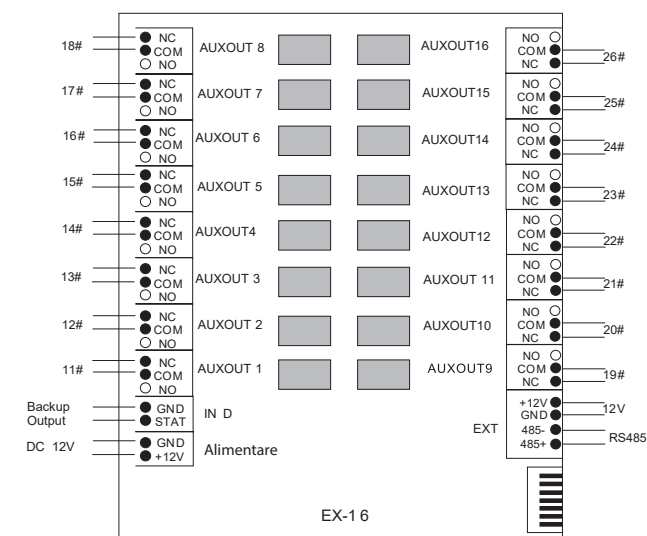 18#
NC
COM
NO
AUXOUT 8
17#
NC
COM
NO
AUXOUT 7
16#
NC
COM
NO
AUXOUT 6
15#
NC
COM
NO
AUXOUT 5
14#
NC
COM
NO
AUXOUT4
13#
NC
COM
NO
AUXOUT 3
12#
NC
COM
NO
AUXOUT 2
11#
NC
COM
NO
AUXOUT 1
Backup
Output
GND
STAT
IN D
DC 12V
GND
+12V
Alimentare
AUXOUT16
NO
COM
NC
26#
AUXOUT15
NO
COM
NC
25#
AUXOUT14
NO
COM
NC
24#
AUXOUT13
NO
COM
NC
23#
AUXOUT12
NO
COM
NC
22#
AUXOUT 11
NO
COM
NC
21#
AUXOUT10
NO
COM
NC
20#
AUXOUT9
NO
COM
NC
19#
EXT
+12V
GND
485-
485+
12V
RS485
EX-1 6